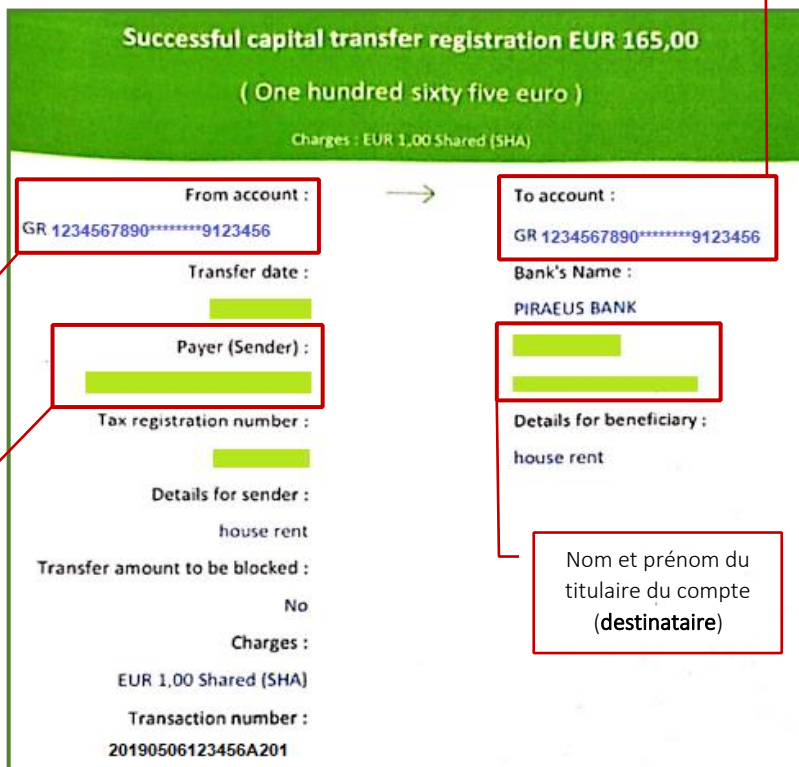 Successful capital transfer registration EUR 165,00
( One hundred sixty five euro )
Charges : EUR 1,00 Shared (SHA)
From account :
GR 1234567890********9123456
Transfer date :
Payer (Sender) :
Tax registration number :
Details for sender :
house rent
Transfer amount to be blocked :
No
Charges :
EUR 1,00 Shared (SHA)
Transaction number :
20190506123456A201
To account :
GR 1234567890********9123456
Bank's Name :
PIRAEUS BANK
Details for beneficiary :
house rent
Nom et prénom du
titulaire du compte
(destinataire)